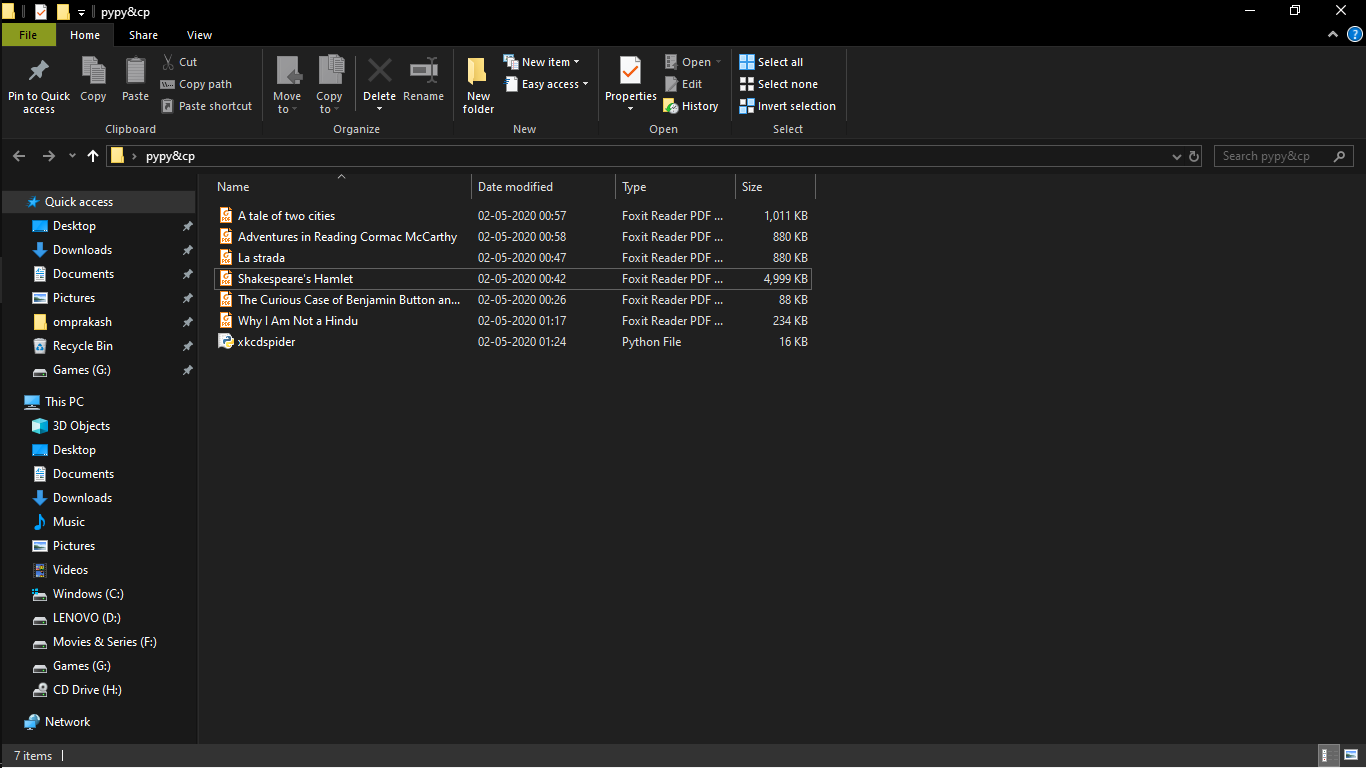 pypy&cp
File Home Share View
Pin to Quick access
Copy
Paste
Cut
Copy path
Paste shortcut
Clipboard
Move to
Copy to
Delete
Rename
Organize
New folder
New item
Easy access
New
Properties
Open
Edit
History
Open
Select all
Select none
Invert selection
Select
pypy&cp
Search pypy&cp
Name Date modified Type Size
A tale of two cities 02-05-2020 00:57 Foxit Reader PDF ... 1,011 KB
Adventures in Reading Cormac McCarthy 02-05-2020 00:58 Foxit Reader PDF ... 880 KB
La strada 02-05-2020 00:47 Foxit Reader PDF ... 880 KB
Shakespeare's Hamlet 02-05-2020 00:42 Foxit Reader PDF ... 4,999 KB
The Curious Case of Benjamin Button an... 02-05-2020 00:26 Foxit Reader PDF ... 88 KB
Why I Am Not a Hindu 02-05-2020 01:17 Foxit Reader PDF ... 234 KB
xkcdspider 02-05-2020 01:24 Python File 16 KB
Quick access
Desktop
Downloads
Documents
Pictures
omprakash
Recycle Bin
Games (G:)
This PC
3D Objects
Desktop
Documents
Downloads
Music
Pictures
Videos
Windows (C:)
LENOVO (D:)
Movies & Series (F:)
Games (G:)
CD Drive (H:)
Network
7 items